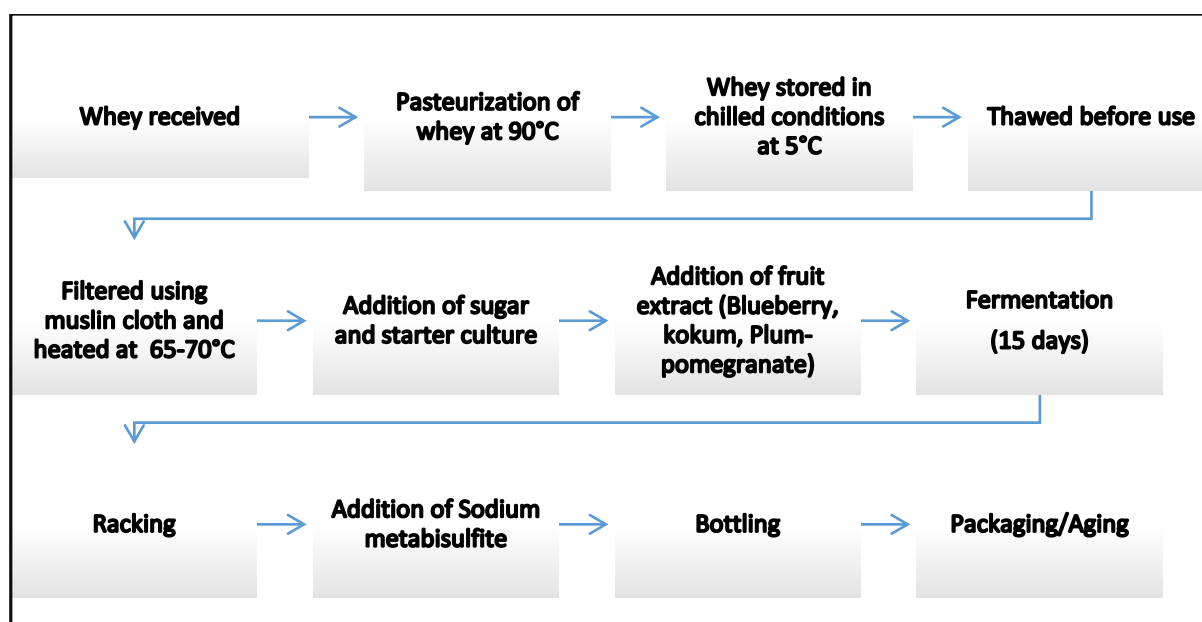 Whey received
Pasteurization of
whey at 90°C
Whey stored in
chilled conditions
at 5°C
Thawed before use
Filtered using
muslin cloth and
heated at 65-70°C
Addition of sugar
and starter culture
Addition of fruit
extract (Blueberry,
kokum, Plum-
pomegranate)
Fermentation
(15 days)
Racking
Addition of Sodium
metabisulfite
Bottling
Packaging/Aging